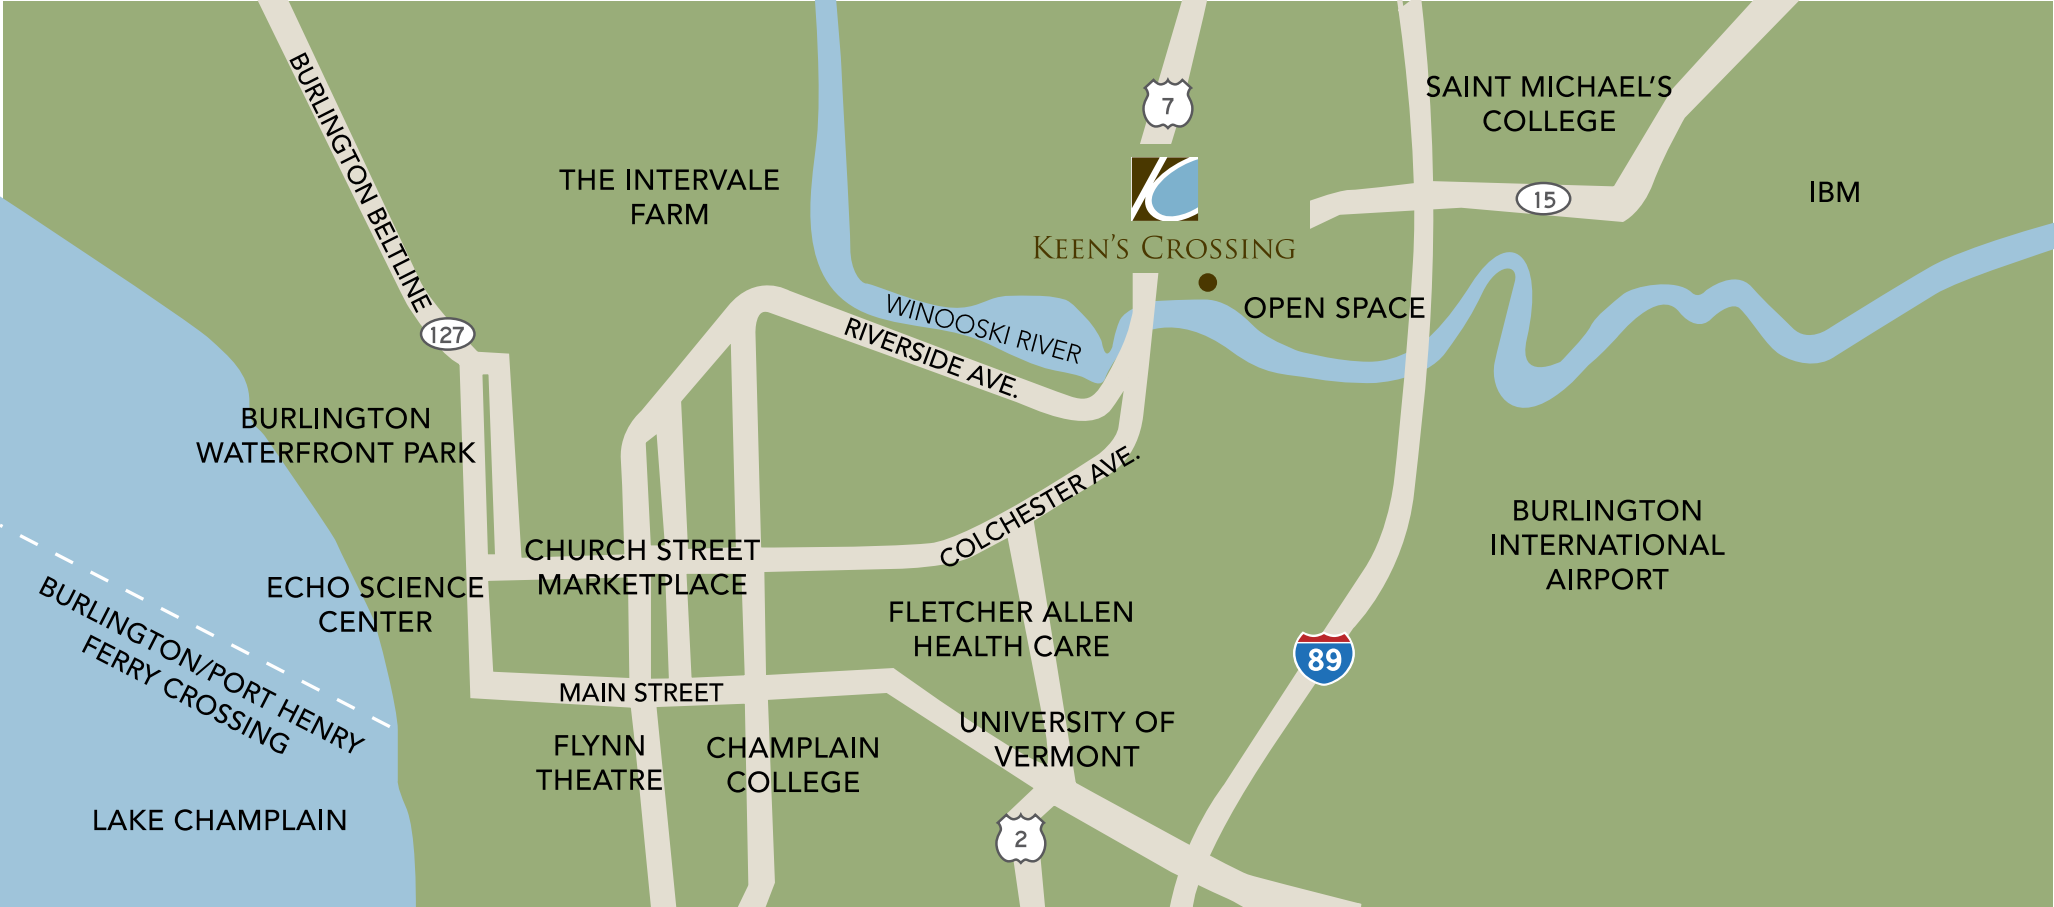 BURLINGTON BELTLINE
127
THE INTERVALE
FARM
7
KEEN'S CROSSING
SAINT MICHAEL'S
COLLEGE
15
IBM
OPEN SPACE
WINOOSKI RIVER
RIVERSIDE AVE.
BURLINGTON
WATERFRONT PARK
COLCHESTER AVE.
BURLINGTON
INTERNATIONAL
AIRPORT
CHURCH STREET
MARKETPLACE
ECHO SCIENCE
CENTER
FLETCHER ALLEN
HEALTH CARE
89
BURLINGTON/PORT HENRY
FERRY CROSSING
MAIN STREET
FLYNN
THEATRE
CHAMPLAIN
COLLEGE
UNIVERSITY OF
VERMONT
2
LAKE CHAMPLAIN